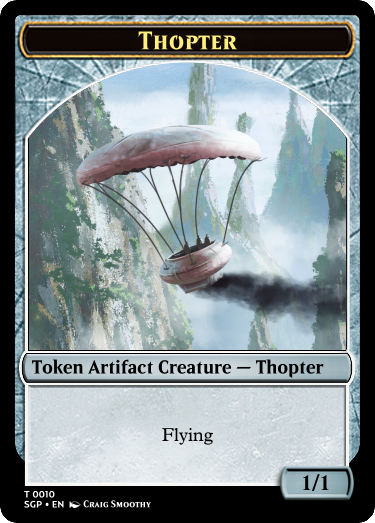 Thopter
Token Artifact Creature — Thopter
Flying
1/1
T 0010
SGP • EN Craig Smoothy